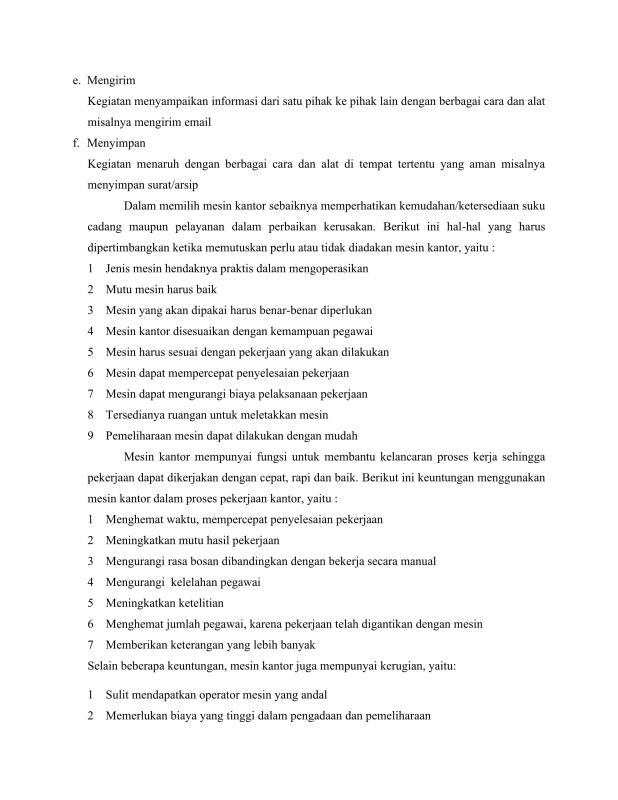 e. Mengirim
Kegiatan menyampaikan informasi dari satu pihak ke pihak lain dengan berbagai cara dan alat
misalnya mengirim email
f. Menyimpan
Kegiatan menaruh dengan berbagai cara dan alat di tempat tertentu yang aman misalnya
menyimpan surat/arsip
Dalam memilih mesin kantor sebaiknya memperhatikan kemudahan/ketersediaan suku
cadang maupun pelayanan dalam perbaikan kerusakan. Berikut ini hal-hal yang harus
dipertimbangkan ketika memutuskan perlu atau tidak diadakan mesin kantor, yaitu :
1 Jenis mesin hendaknya praktis dalam mengoperasikan
2 Mutu mesin harus baik
3 Mesin yang akan dipakai harus benar-benar diperlukan
4 Mesin kantor disesuaikan dengan kemampuan pegawai
5 Mesin harus sesuai dengan pekerjaan yang akan dilakukan
6 Mesin dapat mempercepat penyelesaian pekerjaan
7 Mesin dapat mengurangi biaya pelaksanaan pekerjaan
8 Tersedianya ruangan untuk meletakkan mesin
9 Pemeliharaan mesin dapat dilakukan dengan mudah
Mesin kantor mempunyai fungsi untuk membantu kelancaran proses kerja sehingga
pekerjaan dapat dikerjakan dengan cepat, rapi dan baik. Berikut ini keuntungan menggunakan
mesin kantor dalam proses pekerjaan kantor, yaitu :
1 Menghemat waktu, mempercepat penyelesaian pekerjaan
2 Meningkatkan mutu hasil pekerjaan
3 Mengurangi rasa bosan dibandingkan dengan bekerja secara manual
4 Mengurangi kelelahan pegawai
5 Meningkatkan ketelitian
6 Menghemat jumlah pegawai, karena pekerjaan telah digantikan dengan mesin
7 Memberikan keterangan yang lebih banyak
Selain beberapa keuntungan, mesin kantor juga mempunyai kerugian, yaitu:
1 Sulit mendapatkan operator mesin yang andal
2 Memerlukan biaya yang tinggi dalam pengadaan dan pemeliharaan